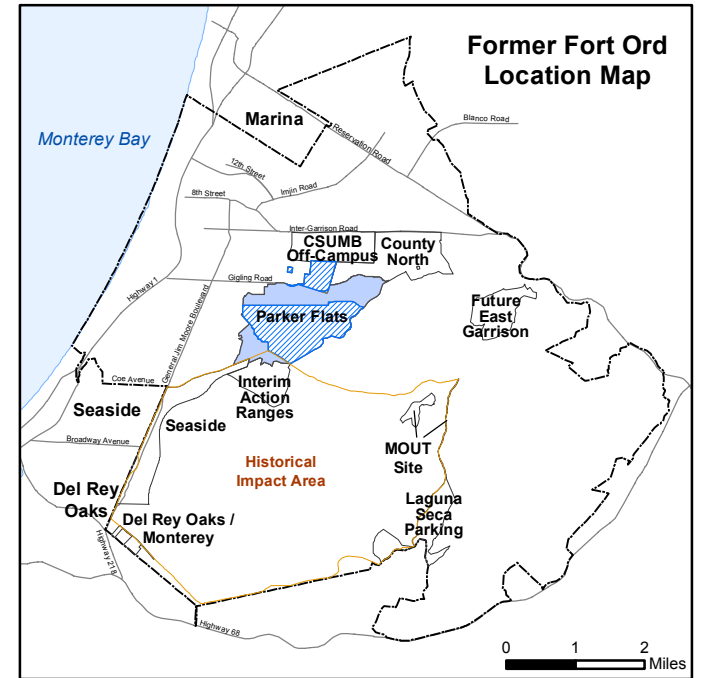 Former Fort Ord
Location Map
Monterey Bay
Marina
Blanco Road
Reservation Road
12th Street
Imjin Road
8th Street
Inter-Garrison Road
CSUMB
Off-Campus
County
North
Gigling Road
Highway 1
General Jim Moore Boulevard
Future
East
Garrison
Parker Flats
Coe Avenue
Interim
Action
Ranges
Seaside
Seaside
Broadway Avenue
MOUT
Site
Historical
Impact Area
Del Rey
Oaks
Laguna
Seca
Parking
Del Rey Oaks /
Monterey
Highway 218
Highway 68
0 1 2
Miles